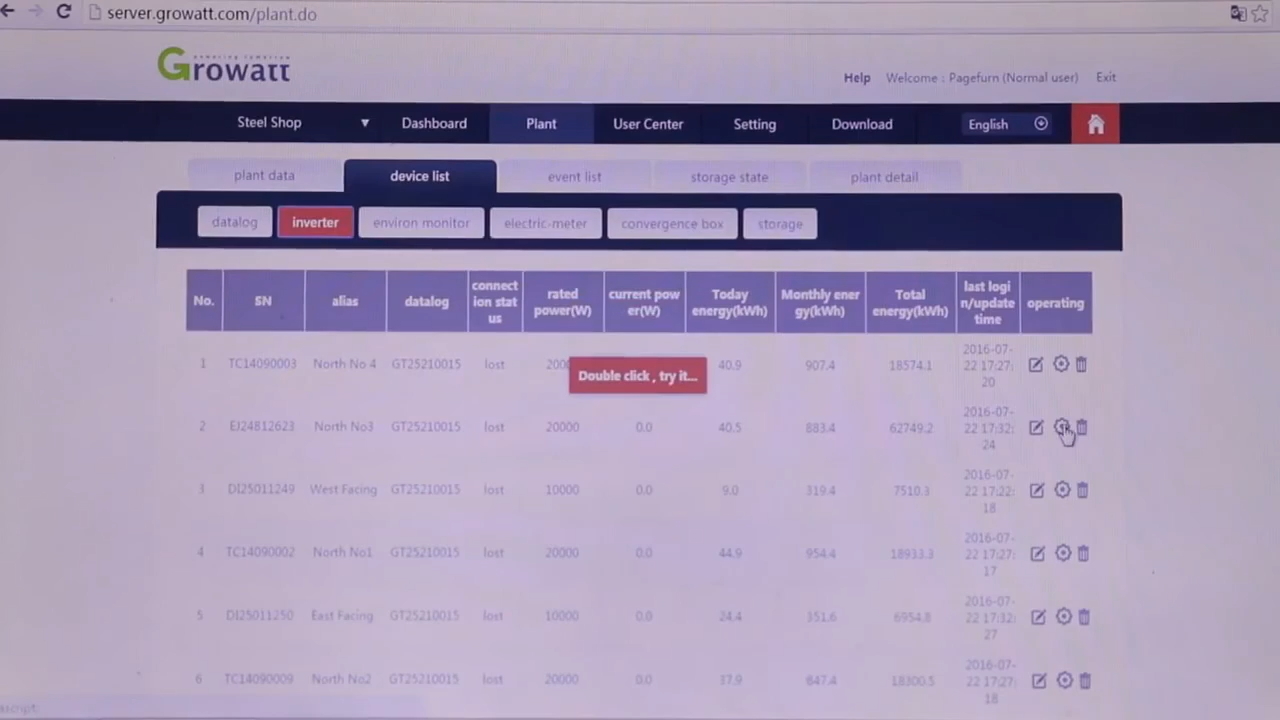 server.growatt.com/plant.do
powering tomorrow
Growatt
Help Welcome : Pagefurn (Normal user) Exit
Steel Shop Dashboard Plant User Center Setting Download English
plant data device list event list storage state plant detail
datalog inverter environ monitor electric-meter convergence box storage
No. SN alias datalog connect ion stat us rated power(W) current pow er(W) Today energy(kWh) Monthly ener gy(kWh) Total energy(kWh) last logi n/update time operating
1 TC14090003 North No 4 GT25210015 lost 2000 40.9 907.4 18574.1 2016-07-22 17:27:20
Double click , try it...
2 EJ24812623 North No3 GT25210015 lost 20000 0.0 40.5 883.4 62749.2 2016-07-22 17:32:24
3 DI25011249 West Facing GT25210015 lost 10000 0.0 9.0 319.4 7510.3 2016-07-22 17:22:18
4 TC14090002 North No1 GT25210015 lost 20000 0.0 44.9 954.4 18933.3 2016-07-22 17:27:17
5 DI25011250 East Facing GT25210015 lost 10000 0.0 24.4 351.6 6954.8 2016-07-22 17:32:27
6 TC14090009 North No2 GT25210015 lost 20000 0.0 37.9 847.4 18300.5 2016-07-22 17:27:18